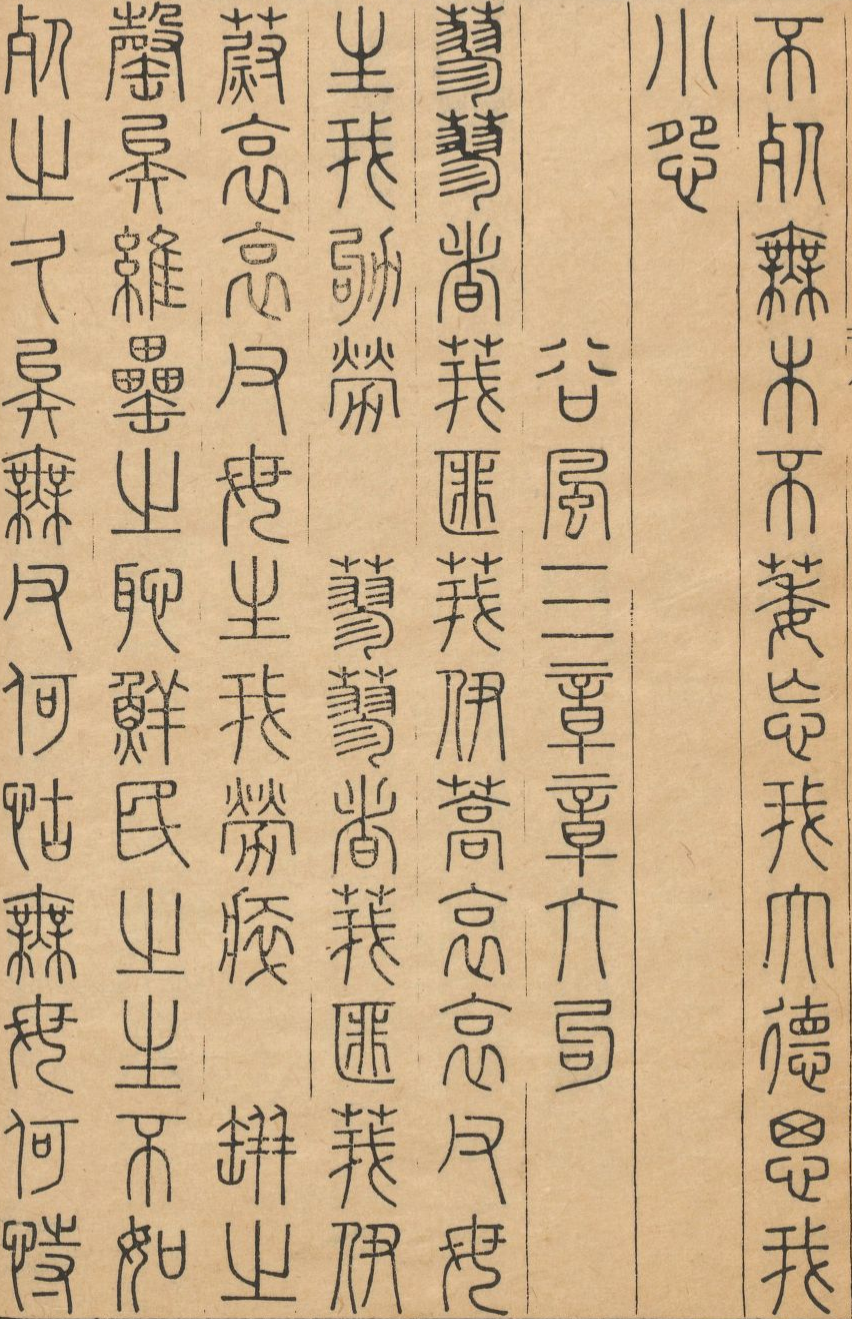 不死無木不萎忘我大德思我
小怨
谷風三章章六句
蓼蓼者莪匪莪伊蒿哀哀父母
生我劬勞 蓼蓼者莪匪莪伊
蔚哀哀父母生我勞瘁 缾之
罄矣維罍之恥鮮民之生不如
死之久矣無父何怙無母何恃